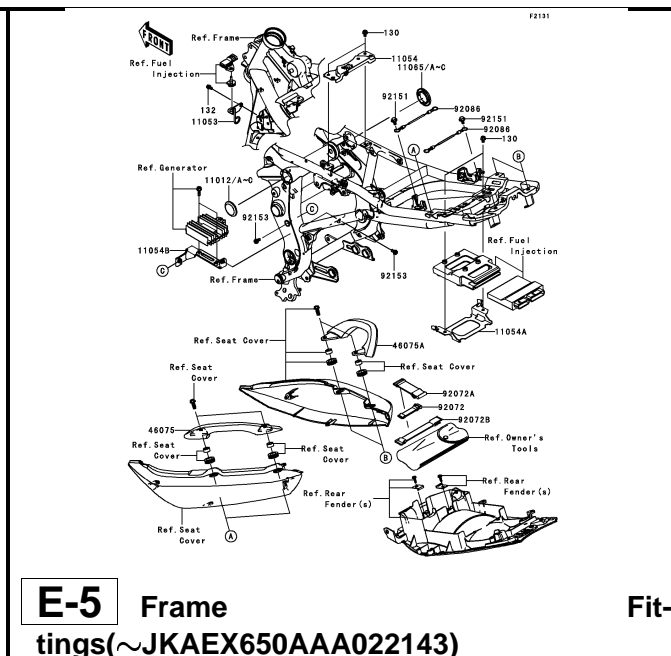 F2131
FRONT
Ref.Frame
130
Ref.Fuel
Injection
11054
11065/A~C
132
11053
92151
92086
92151
92086
130
A
B
Ref.Generator
11012/A~C
C
92153
11054B
C
Ref.Frame
92153
Ref.Fuel
Injection
11054A
Ref.Seat Cover
46075A
Ref.Seat Cover
Ref.Seat
Cover
92072A
92072
92072B
46075
Ref.Seat
Cover
Ref.Seat
Cover
B
Ref.Owner's
Tools
Ref.Rear
Fender(s)
Ref.Rear
Fender(s)
Ref.Seat
Cover
A
E-5 Frame Fit-
tings(~JKAEX650AAA022143)